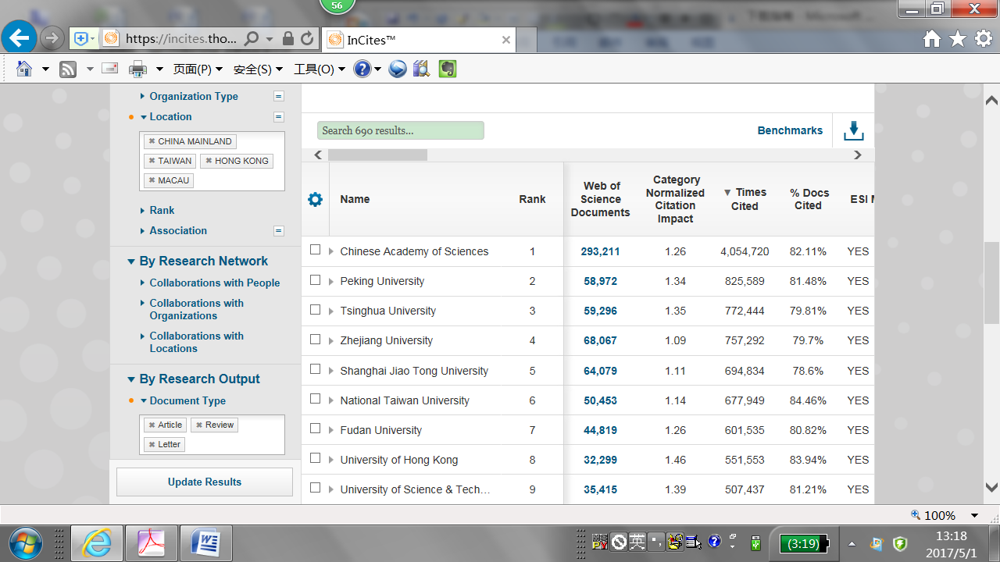 56
https://incites.tho...
InCites™
页面(P) 安全(S) 工具(O)
Organization Type
Location
CHINA MAINLAND
TAIWAN HONG KONG
MACAU
Rank
Association
By Research Network
Collaborations with People
Collaborations with
Organizations
Collaborations with
Locations
By Research Output
Document Type
Article Review
Letter
Update Results
Search 690 results...
Benchmarks
Name Rank Web of Science Documents Category Normalized Citation Impact Times Cited % Docs Cited ESI
Chinese Academy of Sciences 1 293,211 1.26 4,054,720 82.11% YES
Peking University 2 58,972 1.34 825,589 81.48% YES
Tsinghua University 3 59,296 1.35 772,444 79.81% YES
Zhejiang University 4 68,067 1.09 757,292 79.7% YES
Shanghai Jiao Tong University 5 64,079 1.11 694,834 78.6% YES
National Taiwan University 6 50,453 1.14 677,949 84.46% YES
Fudan University 7 44,819 1.26 601,535 80.82% YES
University of Hong Kong 8 32,299 1.46 551,553 83.94% YES
University of Science & Tech... 9 35,415 1.39 507,437 81.21% YES
100%
英
(3:19)
13:18
2017/5/1